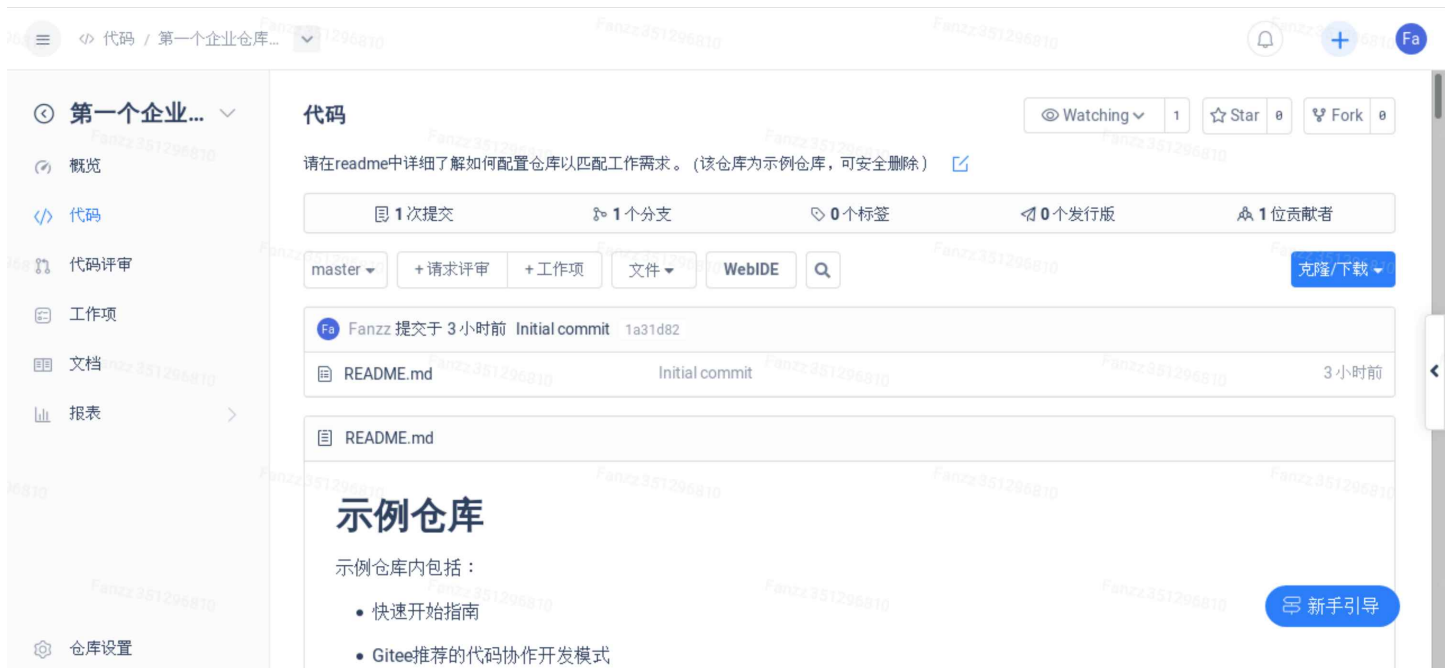 代码 / 第一个企业仓库...
Fa
第一个企业...
概览
代码
代码评审
工作项
文档
报表
仓库设置
代码
Watching 1 Star 0 Fork 0
请在readme中详细了解如何配置仓库以匹配工作需求。(该仓库为示例仓库，可安全删除)
1次提交 1个分支 0个标签 0个发行版 1位贡献者
master +请求评审 +工作项 文件 WebIDE 克隆/下载
Fa Fanzz 提交于 3小时前 Initial commit 1a31d82
README.md Initial commit 3小时前
README.md
示例仓库
示例仓库内包括：
• 快速开始指南
• Gitee推荐的代码协作开发模式
新手引导
Fanzz 351296810